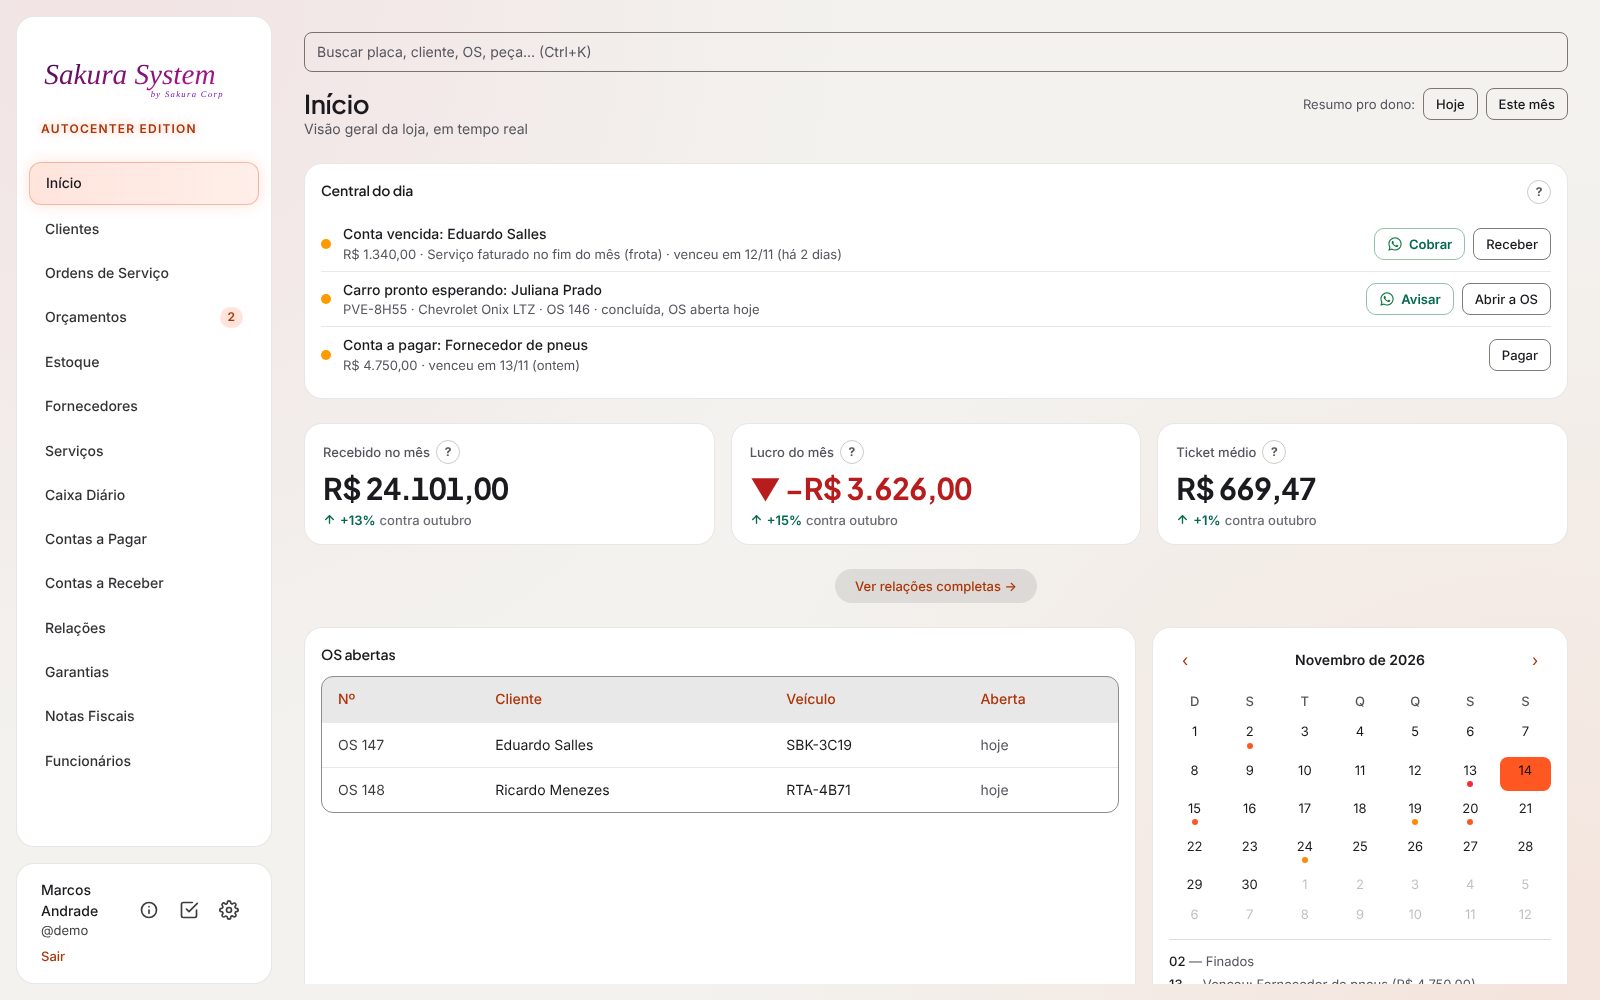 Sakura System
by Sakura Corp
AUTOCENTER EDITION
Início
Clientes
Ordens de Serviço
Orçamentos 2
Estoque
Fornecedores
Serviços
Caixa Diário
Contas a Pagar
Contas a Receber
Relações
Garantias
Notas Fiscais
Funcionários
Marcos
Andrade
@demo
Sair
Buscar placa, cliente, OS, peça... (Ctrl+K)
Início
Visão geral da loja, em tempo real
Resumo pro dono: Hoje Este mês
Central do dia ?
Conta vencida: Eduardo Salles
R$ 1.340,00 · Serviço faturado no fim do mês (frota) · venceu em 12/11 (há 2 dias)
Cobrar Receber
Carro pronto esperando: Juliana Prado
PVE-8H55 · Chevrolet Onix LTZ · OS 146 · concluída, OS aberta hoje
Avisar Abrir a OS
Conta a pagar: Fornecedor de pneus
R$ 4.750,00 · venceu em 13/11 (ontem)
Pagar
Recebido no mês ?
R$ 24.101,00
↑ +13% contra outubro
Lucro do mês ?
▼ −R$ 3.626,00
↑ +15% contra outubro
Ticket médio ?
R$ 669,47
↑ +1% contra outubro
Ver relações completas →
OS abertas
Nº Cliente Veículo Aberta
OS 147 Eduardo Salles SBK-3C19 hoje
OS 148 Ricardo Menezes RTA-4B71 hoje
‹ Novembro de 2026 ›
D S T Q Q S S
1 2 3 4 5 6 7
8 9 10 11 12 13 14
15 16 17 18 19 20 21
22 23 24 25 26 27 28
29 30 1 2 3 4 5
6 7 8 9 10 11 12
02 — Finados
13 — Venceu: Fornecedor de pneus (R$ 4.750,00)